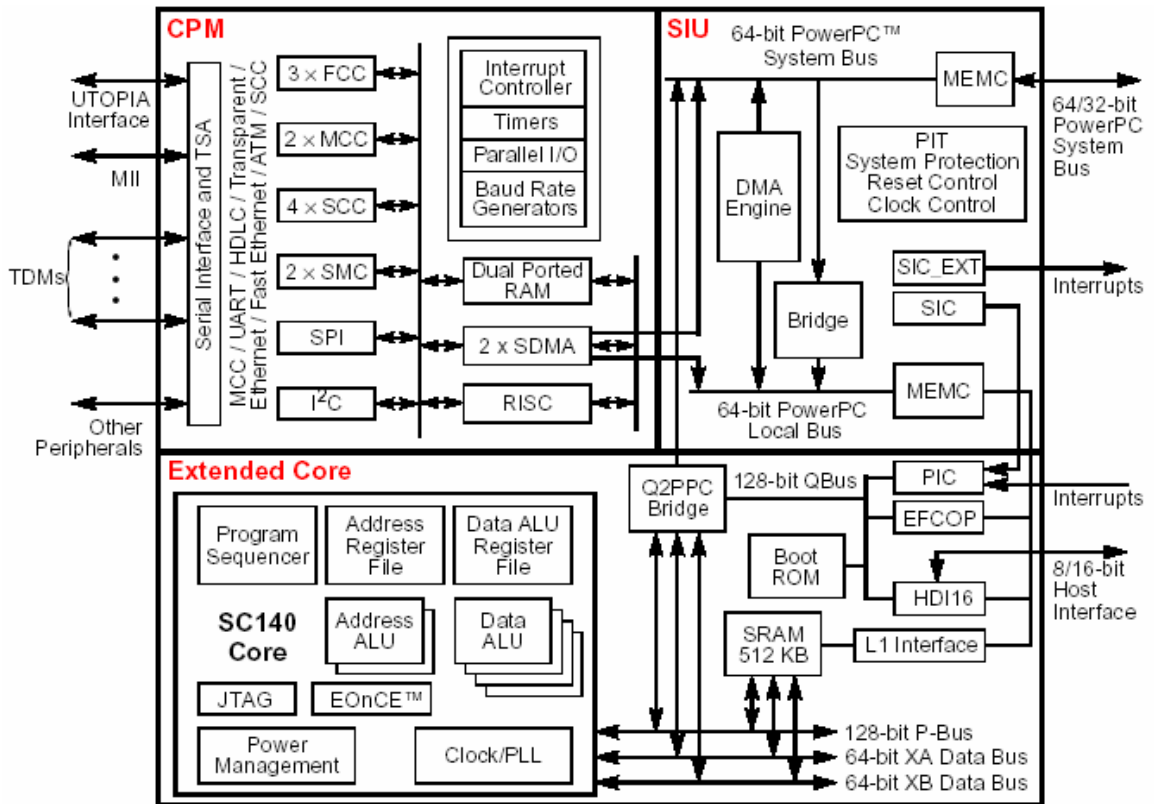 CPM
UTOPIA
Interface
MII
TDMs
Other
Peripherals
Serial Interface and TSA
MCC / UART / HDLC / Transparent /
Ethernet / Fast Ethernet / ATM / SCC
3 × FCC
2 × MCC
4 × SCC
2 × SMC
SPI
I²C
Interrupt
Controller
Timers
Parallel I/O
Baud Rate
Generators
Dual Ported
RAM
2 x SDMA
RISC
SIU
64-bit PowerPC™
System Bus
MEMC
64/32-bit
PowerPC
System
Bus
PIT
System Protection
Reset Control
Clock Control
DMA
Engine
Bridge
SIC_EXT
Interrupts
SIC
MEMC
64-bit PowerPC
Local Bus
Extended Core
Program
Sequencer
Address
Register
File
Data ALU
Register
File
SC140
Core
Address
ALU
Data
ALU
JTAG
EOnCE™
Power
Management
Clock/PLL
Q2PPC
Bridge
128-bit QBus
PIC
Interrupts
EFCOP
Boot
ROM
HDI16
8/16-bit
Host
Interface
SRAM
512 KB
L1 Interface
128-bit P-Bus
64-bit XA Data Bus
64-bit XB Data Bus